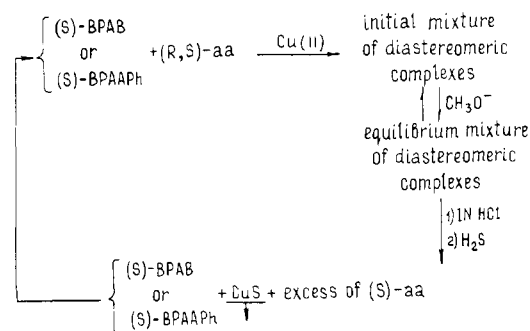 (S)-BPAB
or
(S)-BPAAPh
+(R,S)-aa
Cu(II)
initial mixture
of diastereomeric
complexes
CH₃O⁻
equilibrium mixture
of diastereomeric
complexes
1) 1N HCl
2) H₂S
(S)-BPAB
or
(S)-BPAAPh
+ CuS + excess of (S)-aa